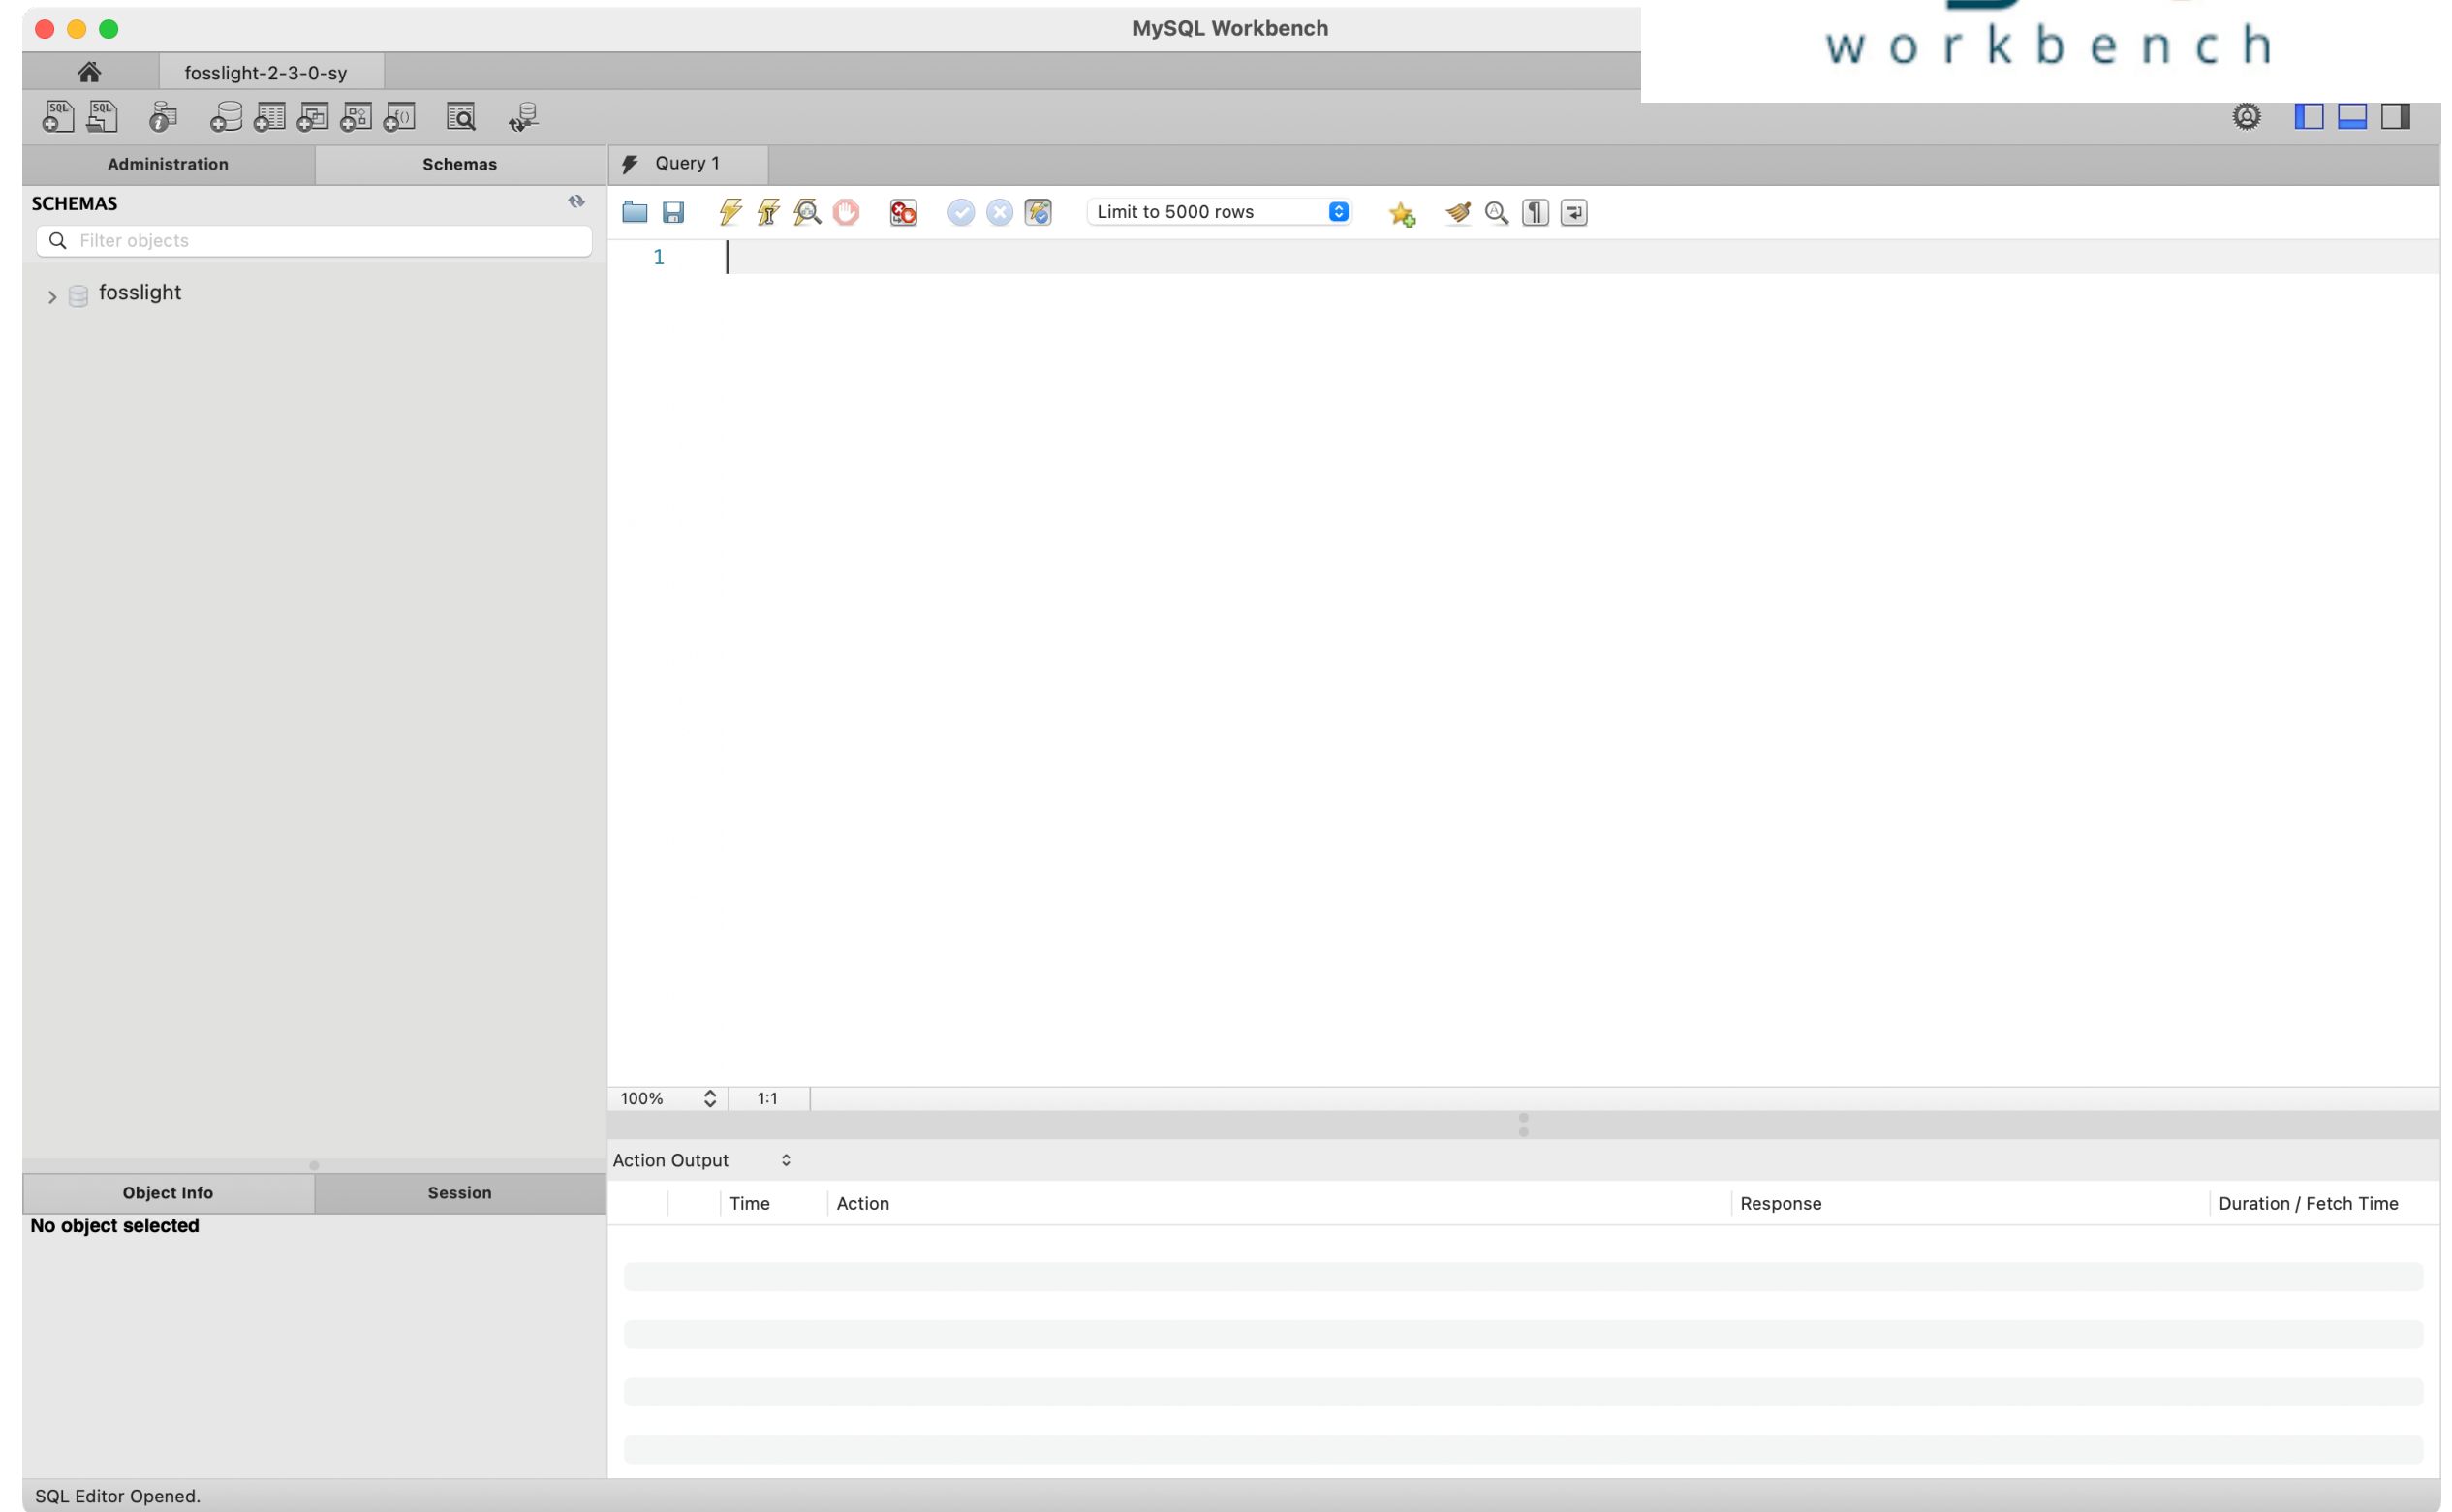 MySQL Workbench
workbench
fosslight-2-3-0-sy
SQL SQL
Administration Schemas Query 1
SCHEMAS
Limit to 5000 rows
Filter objects
1
fosslight
100% 1:1
Action Output
Object Info Session
Time Action Response Duration / Fetch Time
No object selected
SQL Editor Opened.